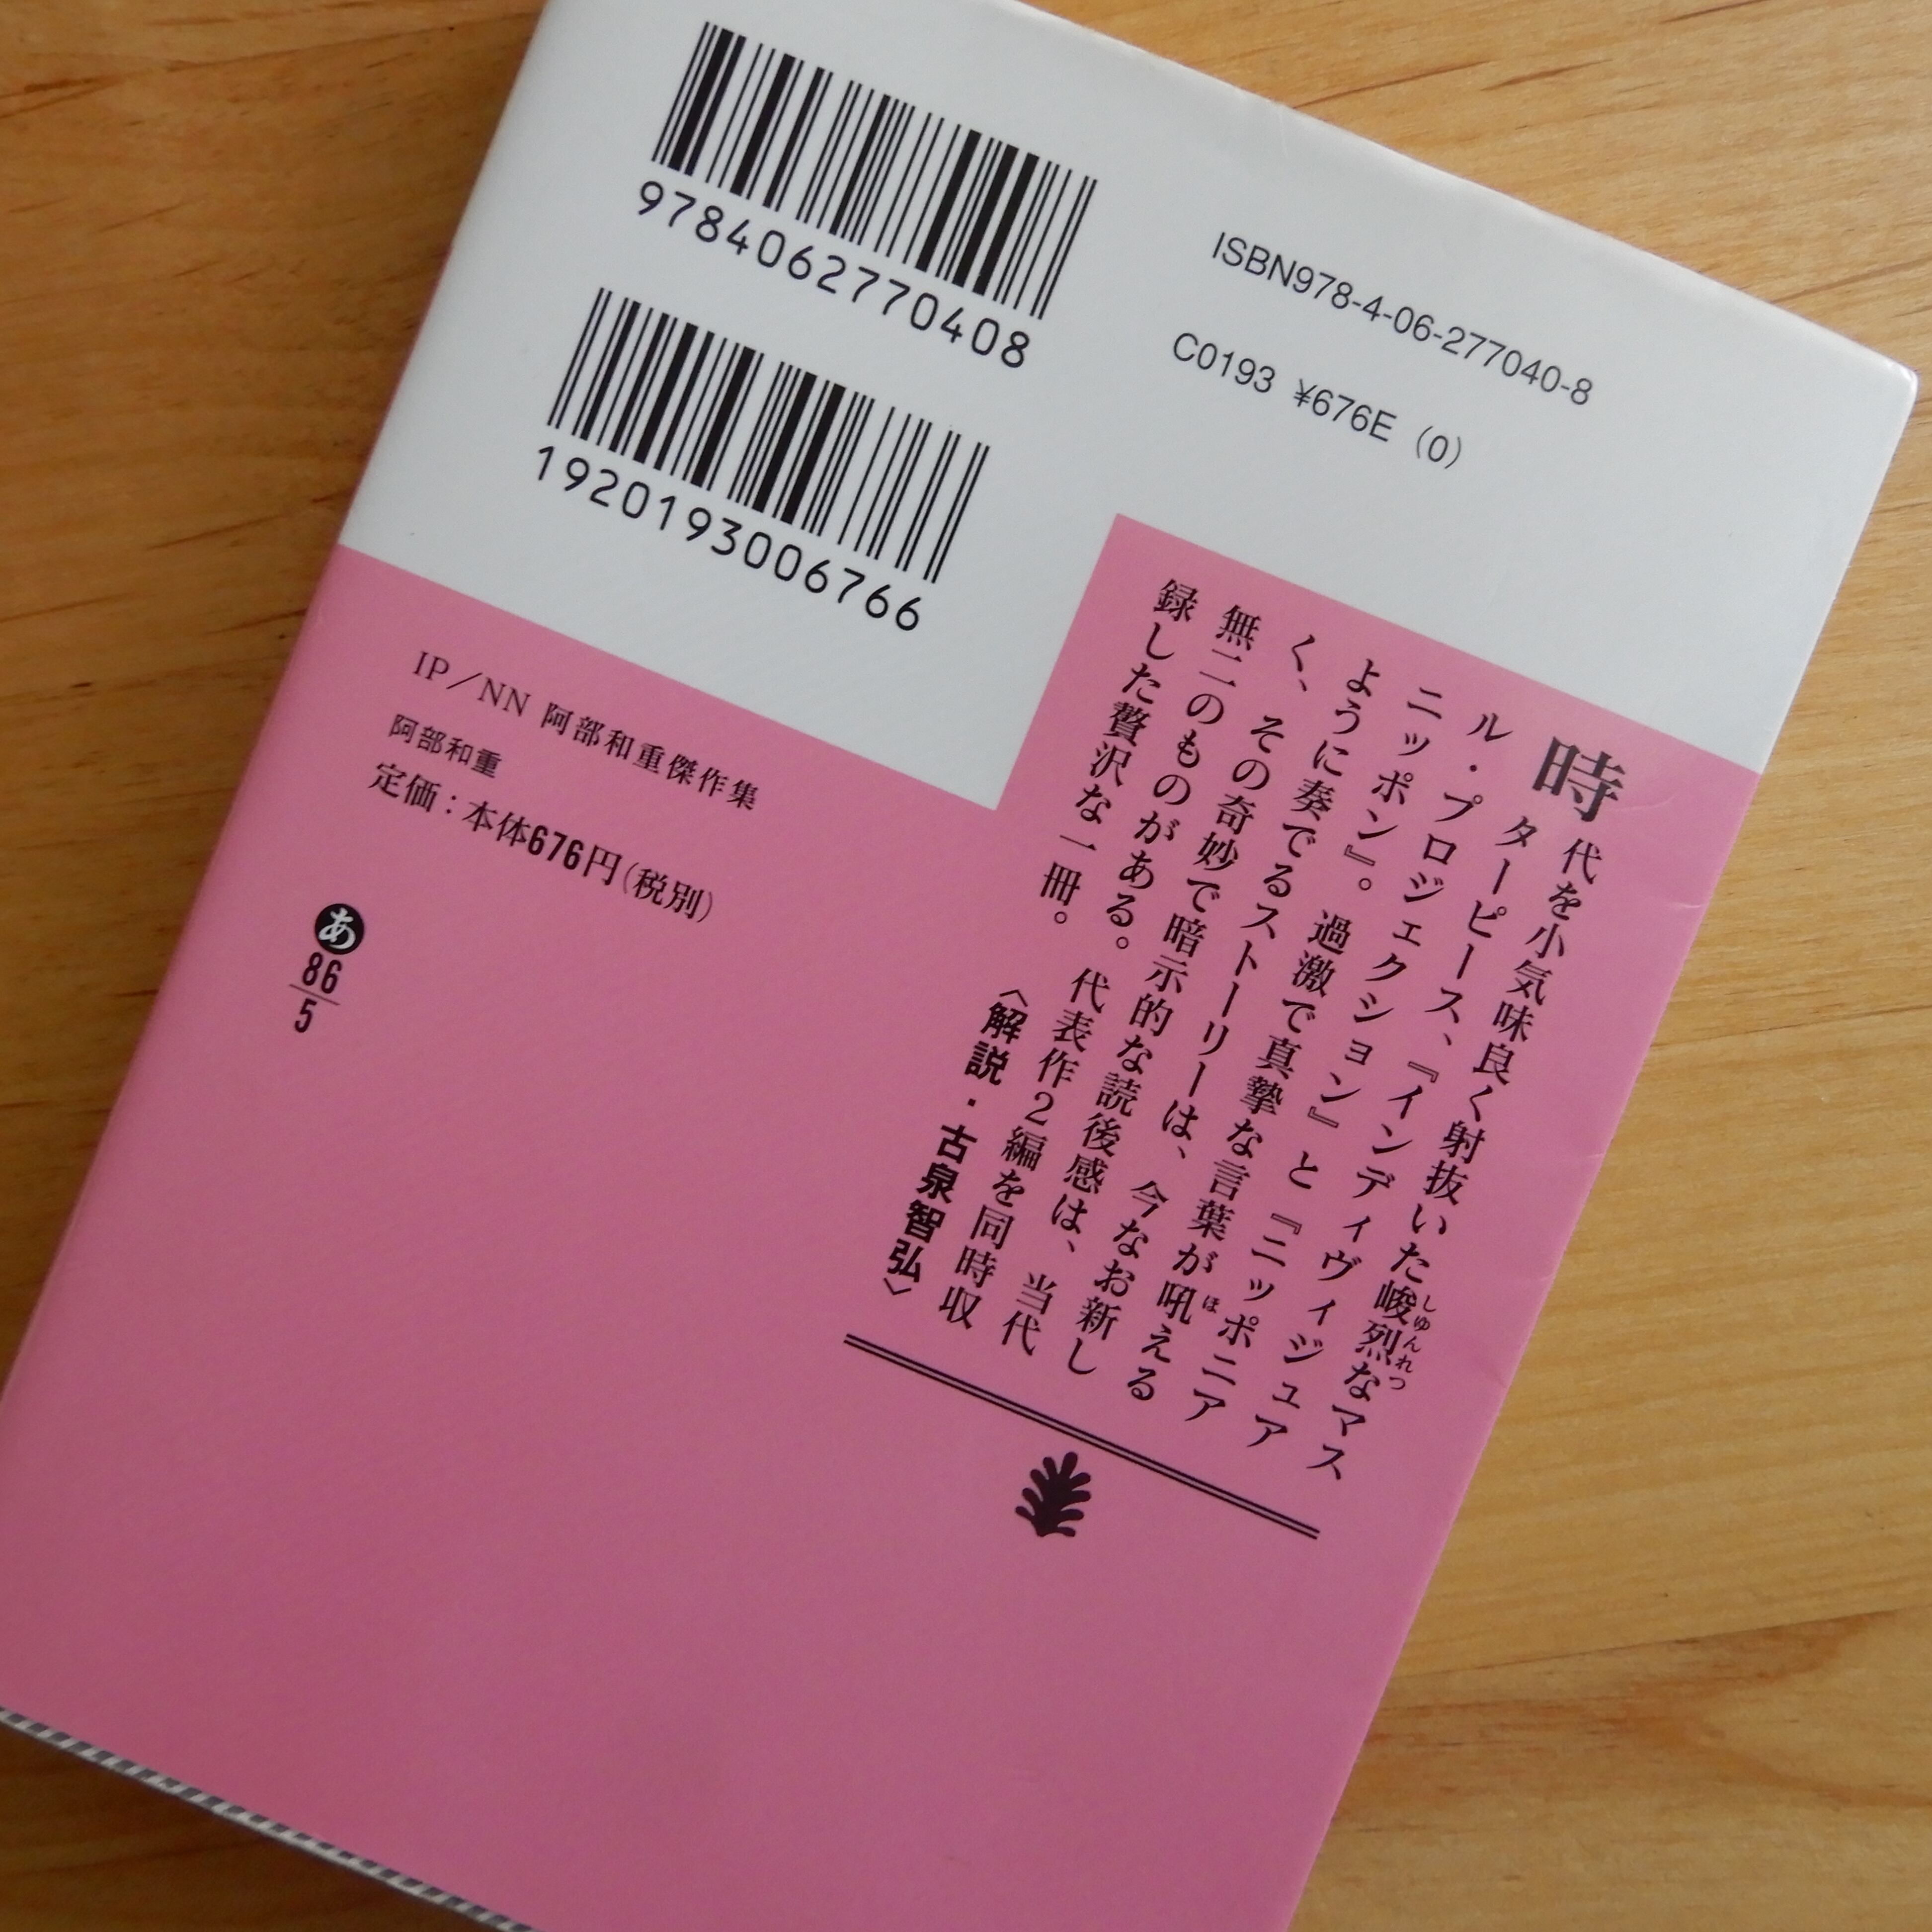 9784062770408
1920193006766
ISBN978-4-06-277040-8
C0193 ¥676E (0)
時代を小気味良く射抜いた峻烈なマス
しゅんれつ
ターピース、『インディヴィジュア
ル・プロジェクション』と『ニッポニア
ニッポン』。過激で真摯な言葉が吼える
ほ
ように奏でるストーリーは、今なお新し
く、その奇妙で暗示的な読後感は、当代
無二のものがある。代表作2編を同時収
録した贅沢な一冊。
〈解説・古泉智弘〉
IP／NN 阿部和重傑作集
阿部和重
定価：本体676円（税別）
あ
86
5